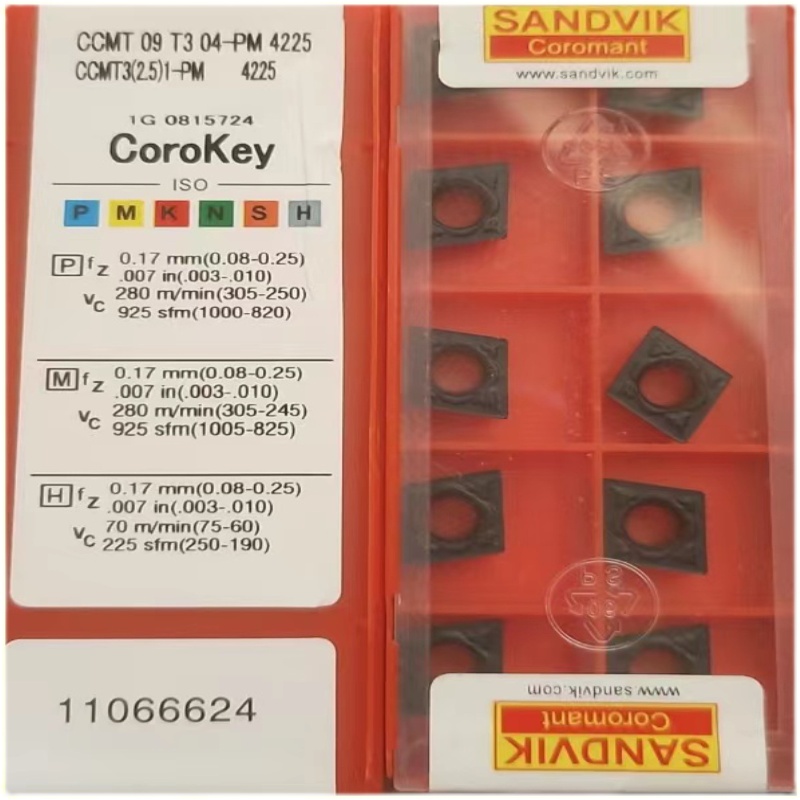 CCMT 09 T3 04-PM 4225
CCMT3(2.5)1-PM 4225
1G 0815724
CoroKey
ISO
P M K N S H
P fz 0.17 mm(0.08-0.25)
.007 in(.003-.010)
vc 280 m/min(305-250)
925 sfm(1000-820)
M fz 0.17 mm(0.08-0.25)
.007 in(.003-.010)
vc 280 m/min(305-245)
925 sfm(1005-825)
H fz 0.17 mm(0.08-0.25)
.007 in(.003-.010)
vc 70 m/min(75-60)
225 sfm(250-190)
11066624
SANDVIK
Coromant
www.sandvik.com
www.sandvik.com
Coromant
SANDVIK